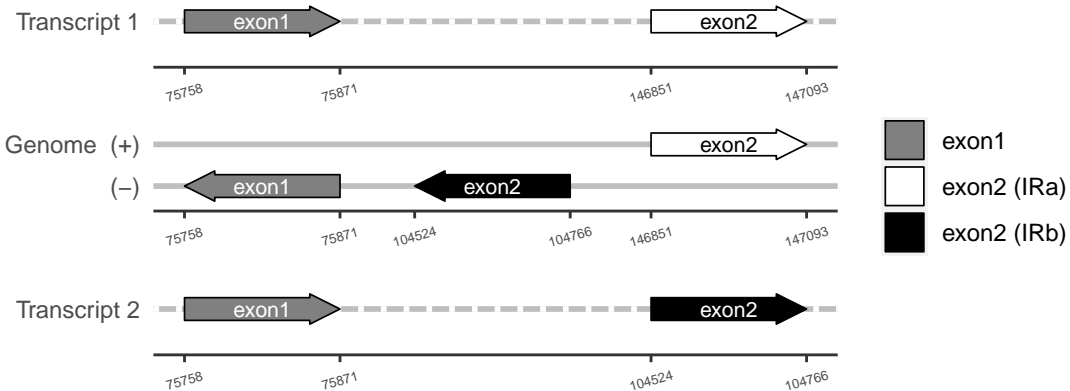 Transcript 1 exon1 exon2
75758 75871 146851 147093
Genome (+) exon2
(–) exon1 exon2
75758 75871 104524 104766 146851 147093
Transcript 2 exon1 exon2
75758 75871 104524 104766
exon1
exon2 (IRa)
exon2 (IRb)